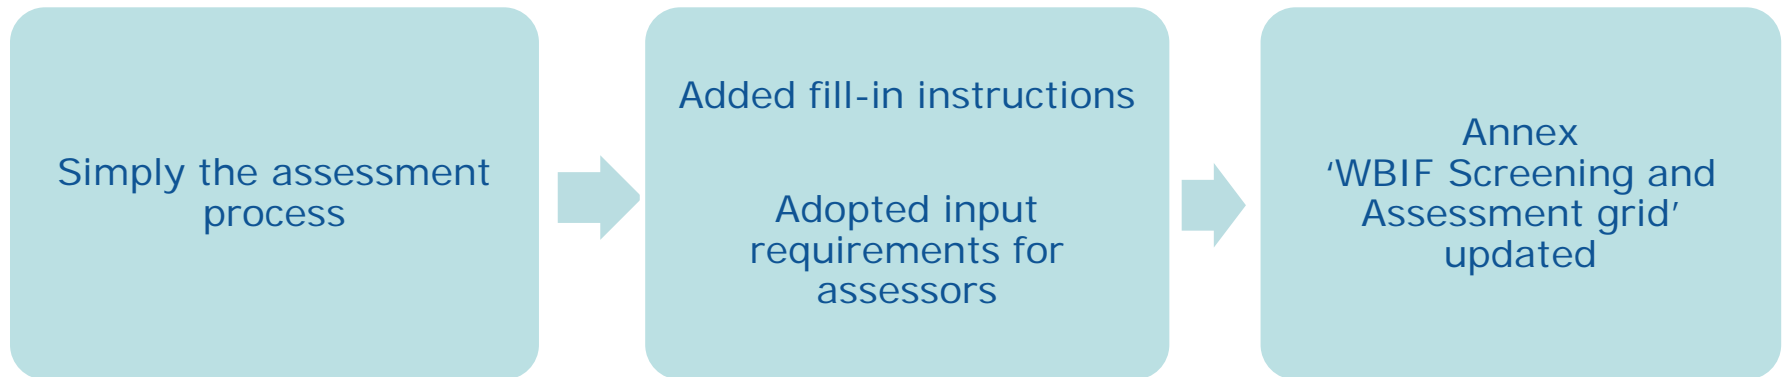 Simply the assessment
process
Added fill-in instructions
Adopted input
requirements for
assessors
Annex
‘WBIF Screening and
Assessment grid’
updated